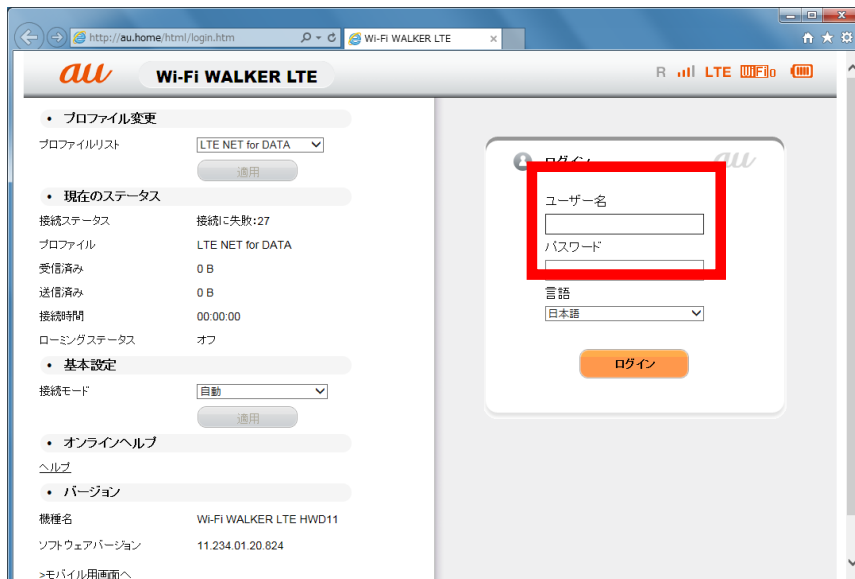 http://au.home/html/login.htm
Wi-Fi WALKER LTE
au
Wi-Fi WALKER LTE
R
LTE
WiFi0
・ プロファイル変更
プロファイルリスト
LTE NET for DATA
適用
・ 現在のステータス
接続ステータス
接続に失敗:27
プロファイル
LTE NET for DATA
受信済み
0 B
送信済み
0 B
接続時間
00:00:00
ローミングステータス
オフ
・ 基本設定
接続モード
自動
適用
・ オンラインヘルプ
ヘルプ
・ バージョン
機種名
Wi-Fi WALKER LTE HWD11
ソフトウェアバージョン
11.234.01.20.824
>モバイル用画面へ
ログイン
au
ユーザー名
パスワード
言語
日本語
ログイン